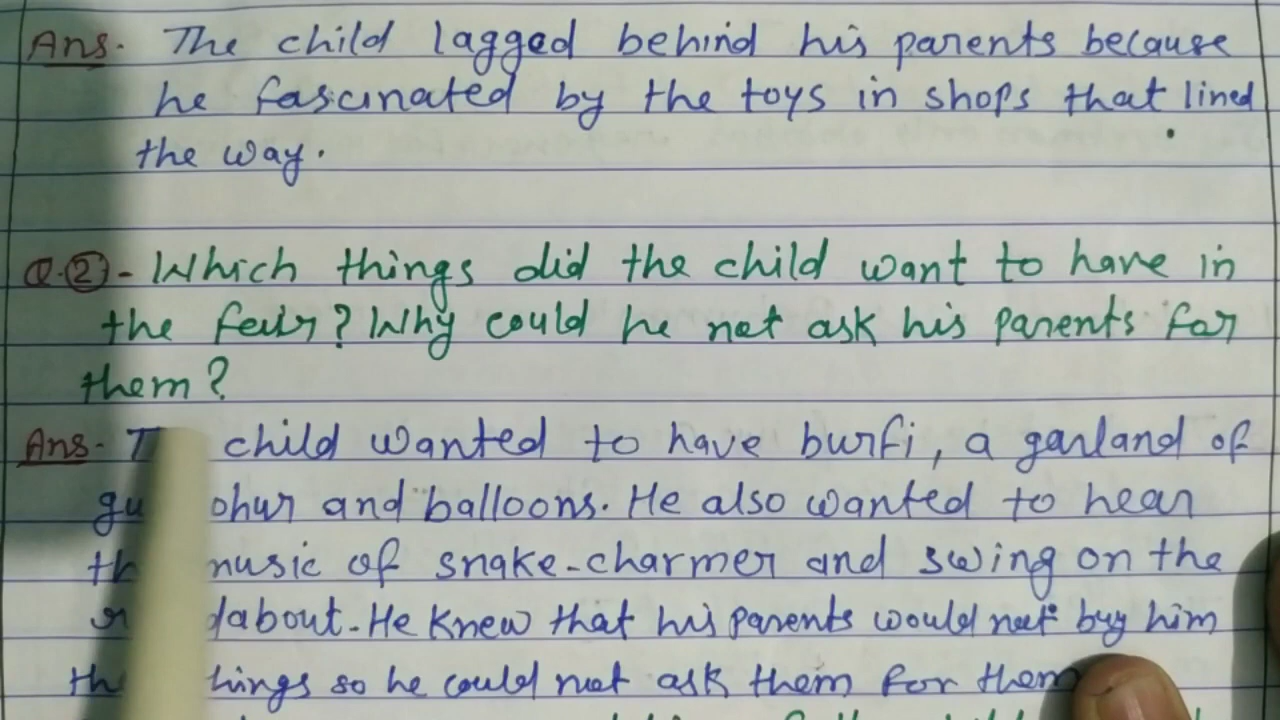 Ans. The child lagged behind his parents because
he fascinated by the toys in shops that lined
the way.
Q.2- Which things did the child want to have in
the fair? Why could he not ask his parents for
them?
Ans- child wanted to have burfi, a garland of
and balloons. He also wanted to hear
music of snake-charmer and swing on the
He knew that his parents would not buy him
so he could not ask them for them